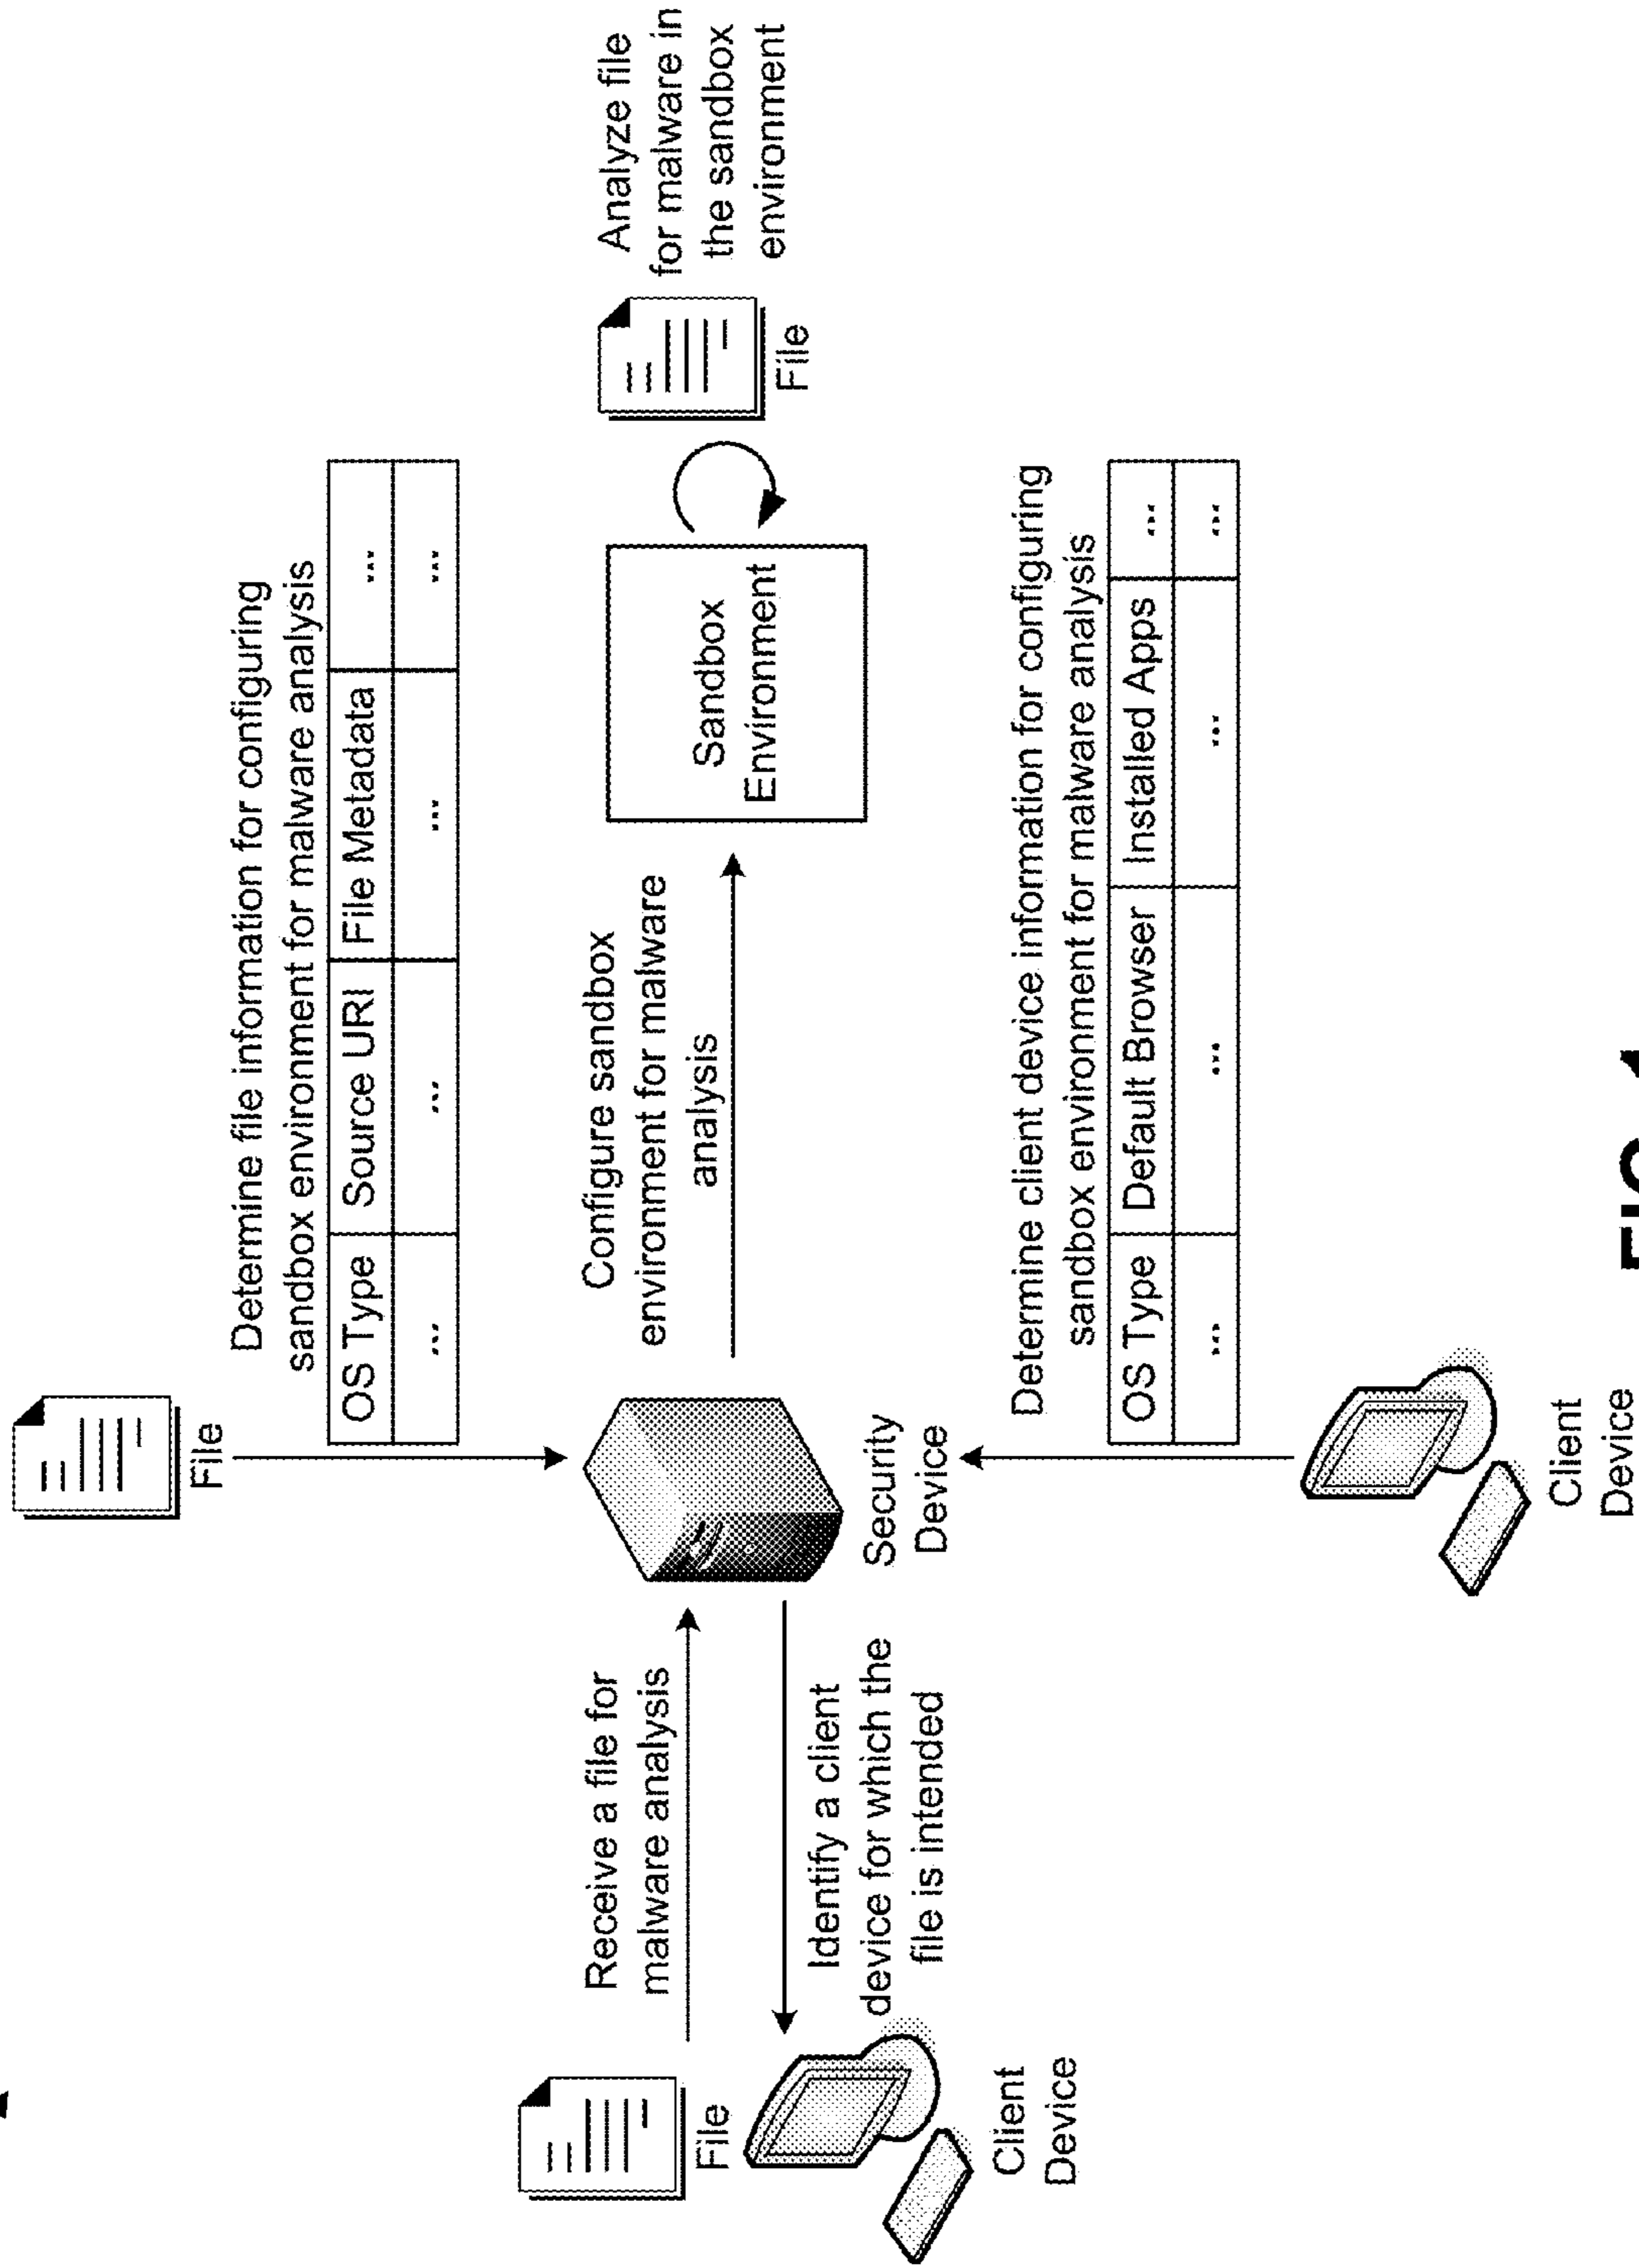 File
Determine file information for configuring
sandbox environment for malware analysis
OS Type Source URI File Metadata ...
... ... ... ...
Receive a file for
malware analysis
File
Identify a client
device for which the
file is intended
Client
Device
Security
Device
Configure sandbox
environment for malware
analysis
Sandbox
Environment
Analyze file
for malware in
the sandbox
environment
File
Determine client device information for configuring
sandbox environment for malware analysis
OS Type Default Browser Installed Apps ...
... ... ... ...
Client
Device